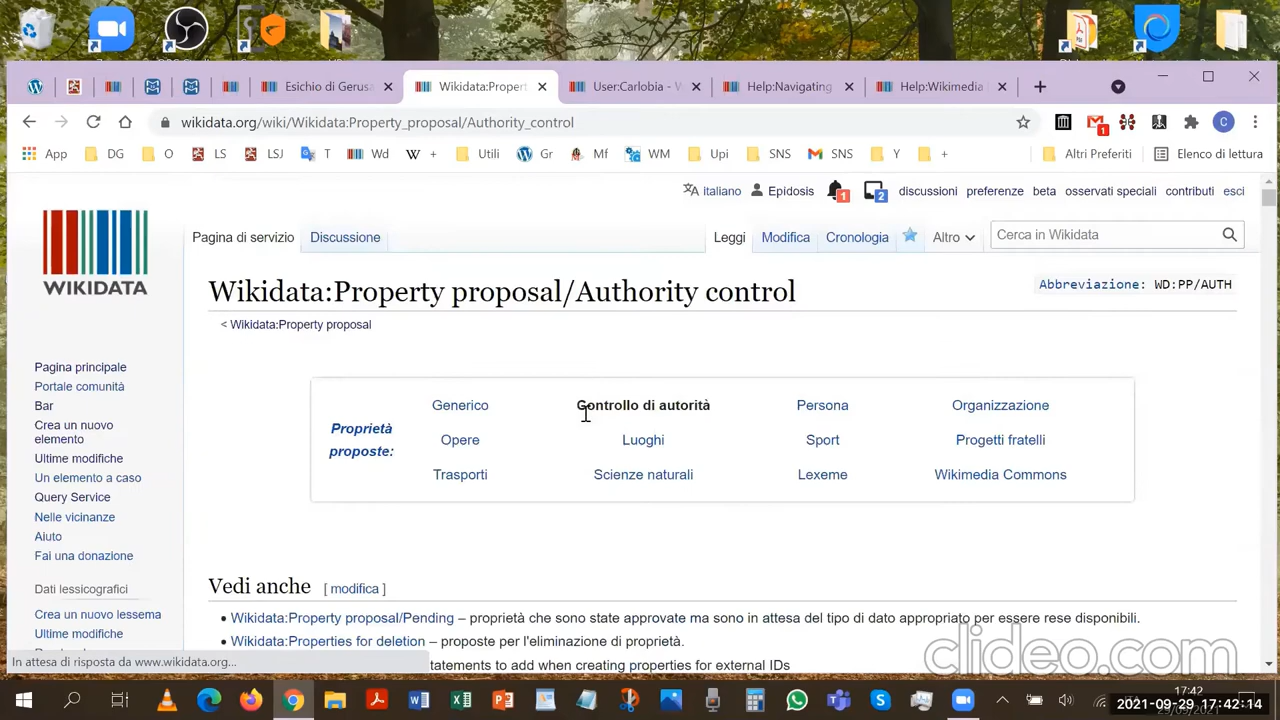 Esichio di Gerusa
Wikidata:Propert
User:Carlobia - W
Help:Navigating
Help:Wikimedia
wikidata.org/wiki/Wikidata:Property_proposal/Authority_control
1
C
App DG O LS LSJ T Wd + Utili Gr Mf WM Upi SNS SNS Y + Altri Preferiti Elenco di lettura
italiano Epidosis 1 2 discussioni preferenze beta osservati speciali contributi esci
Pagina di servizio Discussione Leggi Modifica Cronologia Altro Cerca in Wikidata
WIKIDATA
Wikidata:Property proposal/Authority control
Abbreviazione: WD:PP/AUTH
< Wikidata:Property proposal
Pagina principale
Portale comunità
Bar
Crea un nuovo
elemento
Ultime modifiche
Un elemento a caso
Query Service
Nelle vicinanze
Aiuto
Fai una donazione
Dati lessicografici
Crea un nuovo lessema
Ultime modifiche
Proprietà
proposte:
Generico Controllo di autorità Persona Organizzazione
Opere Luoghi Sport Progetti fratelli
Trasporti Scienze naturali Lexeme Wikimedia Commons
Vedi anche [ modifica ]
• Wikidata:Property proposal/Pending – proprietà che sono state approvate ma sono in attesa del tipo di dato appropriato per essere rese disponibili.
• Wikidata:Properties for deletion – proposte per l'eliminazione di proprietà.
tatements to add when creating properties for external IDs
In attesa di risposta da www.wikidata.org...
clideo.com
17:42
2021-09-29 17:42:14